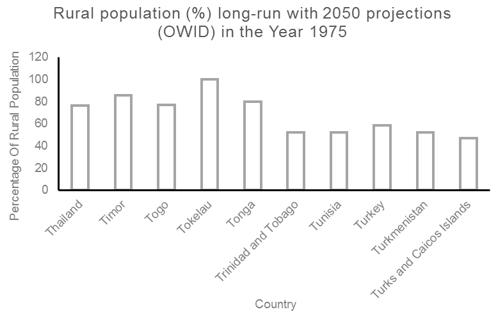 Rural population (%) long-run with 2050 projections
(OWID) in the Year 1975
Percentage Of Rural Population
120
100
80
60
40
20
0
Thailand
Timor
Togo
Tokelau
Tonga
Trinidad and Tobago
Tunisia
Turkey
Turkmenistan
Turks and Caicos Islands
Country